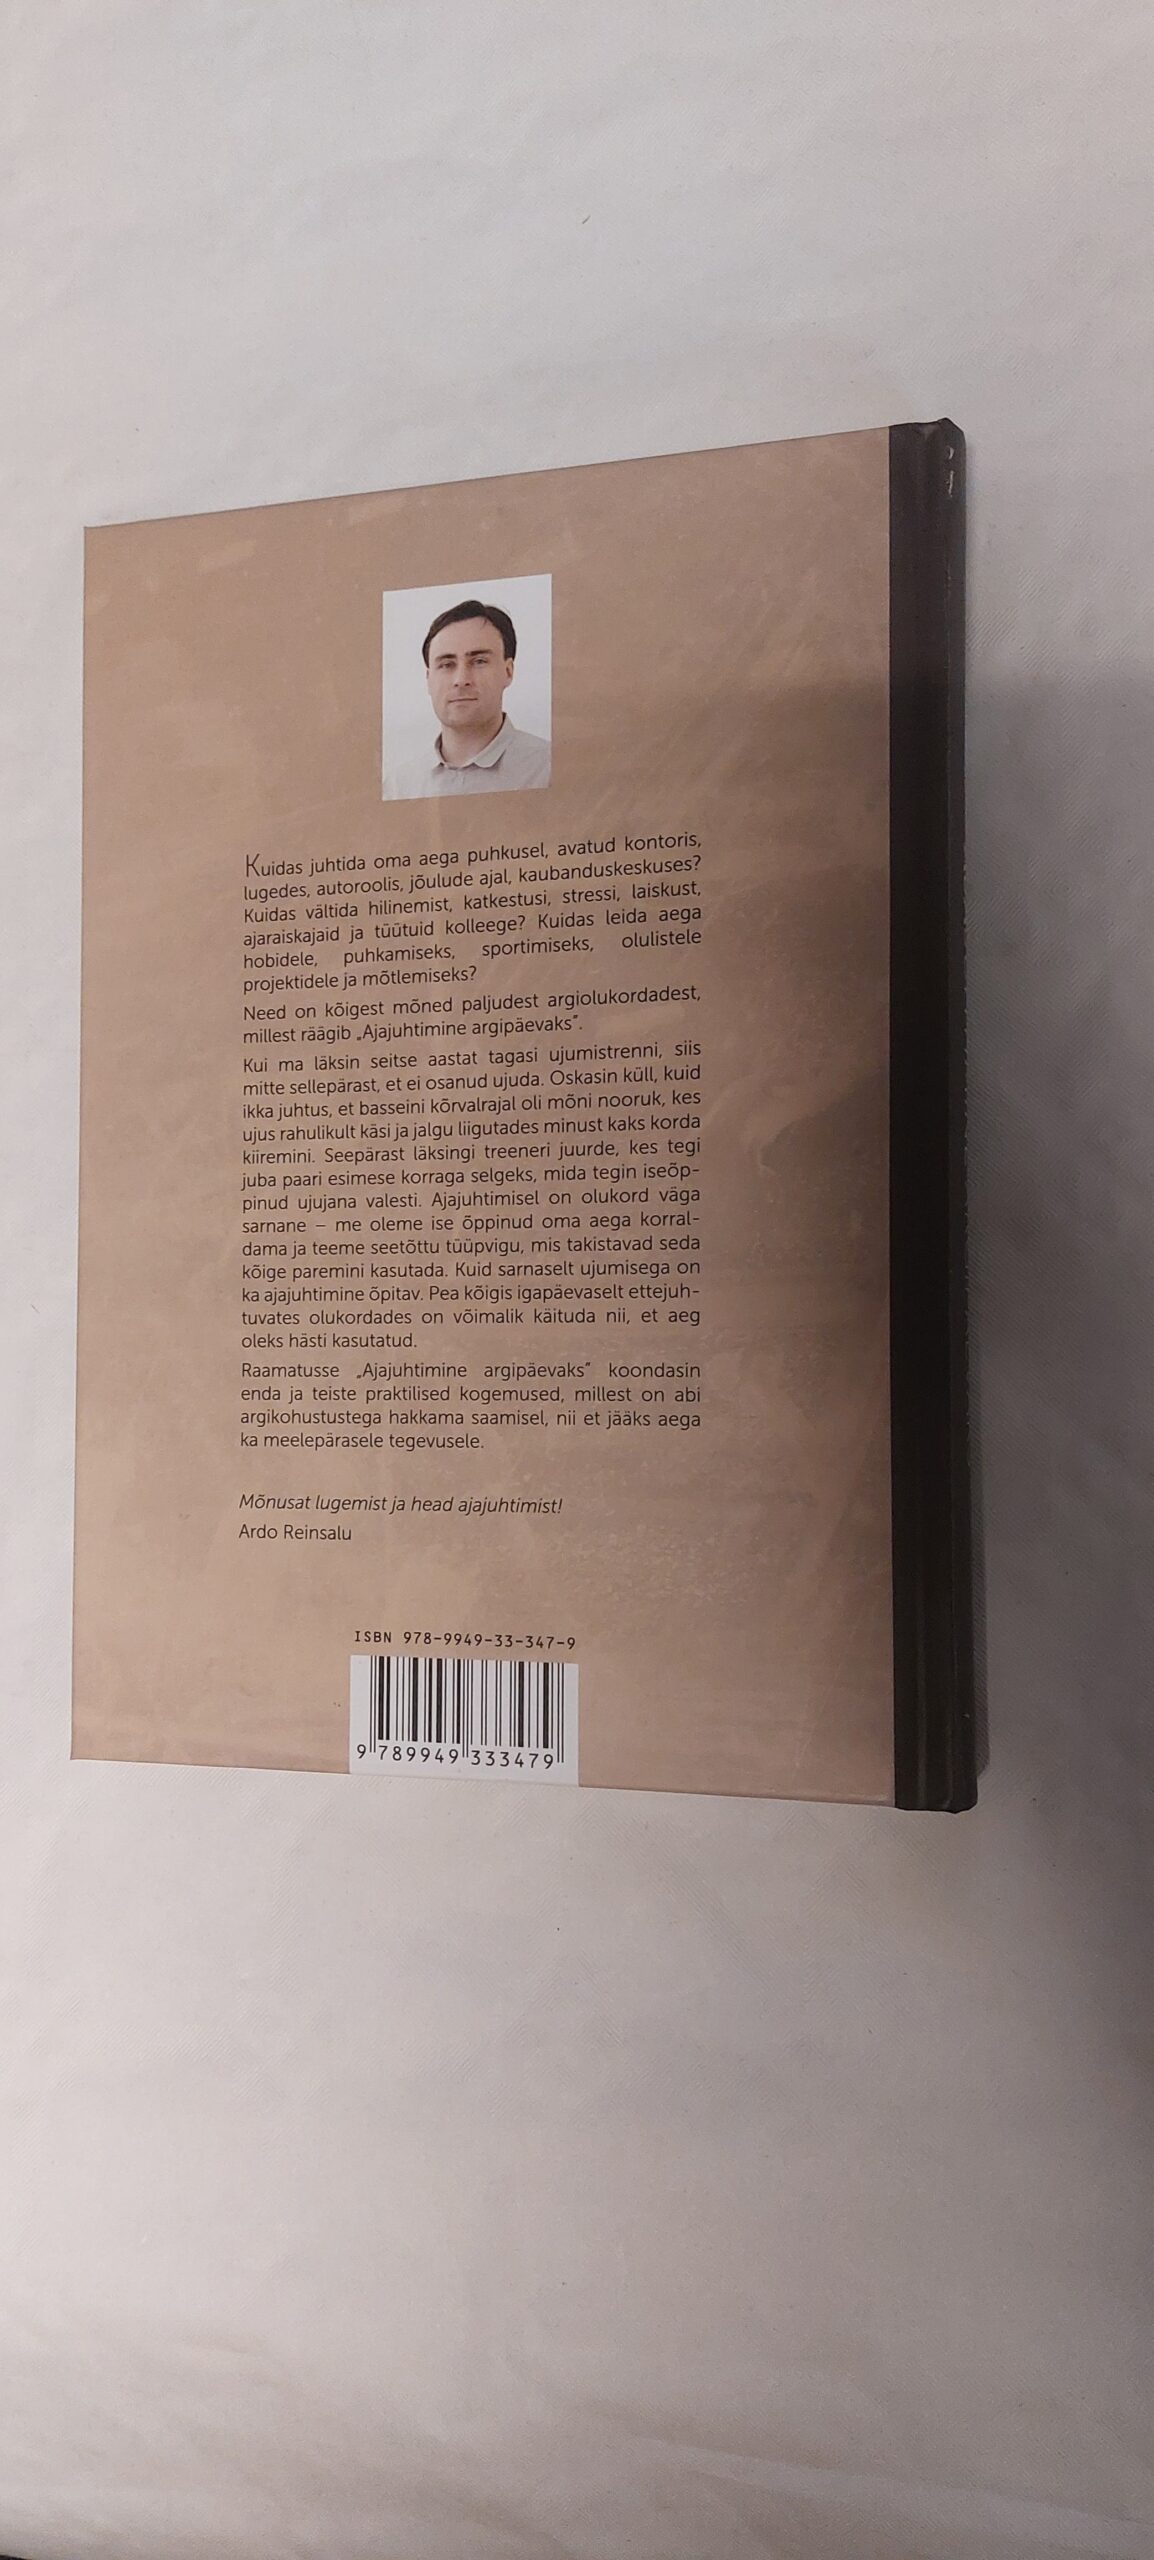 Kuidas juhtida oma aega puhkusel, avatud kontoris,
lugedes, autoroolis, jõulude ajal, kaubanduskeskuses?
Kuidas vältida hilinemist, katkestusi, stressi, laiskust,
ajaraiskajaid ja tüütuid kolleege? Kuidas leida aega
hobidele, puhkamiseks, sportimiseks, olulistele
projektidele ja mõtlemiseks?
Need on kõigest mõned paljudest argiolukordadest,
millest räägib „Ajajuhtimine argipäevaks”.
Kui ma läksin seitse aastat tagasi ujumistrenni, siis
mitte sellepärast, et ei osanud ujuda. Oskasin küll, kuid
ikka juhtus, et basseini kõrvalrajal oli mõni nooruk, kes
ujus rahulikult käsi ja jalgu liigutades minust kaks korda
kiiremini. Seepärast läksingi treeneri juurde, kes tegi
juba paari esimese korraga selgeks, mida tegin iseõp-
pinud ujujana valesti. Ajajuhtimisel on olukord väga
sarnane – me oleme ise õppinud oma aega korral-
dama ja teeme seetõttu tüüpvigu, mis takistavad seda
kõige paremini kasutada. Kuid sarnaselt ujumisega on
ka ajajuhtimine õpitav. Pea kõigis igapäevaselt ettejuh-
tuvates olukordades on võimalik käituda nii, et aeg
oleks hästi kasutatud.
Raamatusse „Ajajuhtimine argipäevaks” koondasin
enda ja teiste praktilised kogemused, millest on abi
argikohustustega hakkama saamisel, nii et jääks aega
ka meelepärasele tegevusele.
Mõnusat lugemist ja head ajajuhtimist!
Ardo Reinsalu
ISBN 978-9949-33-347-9
9 789949 333479